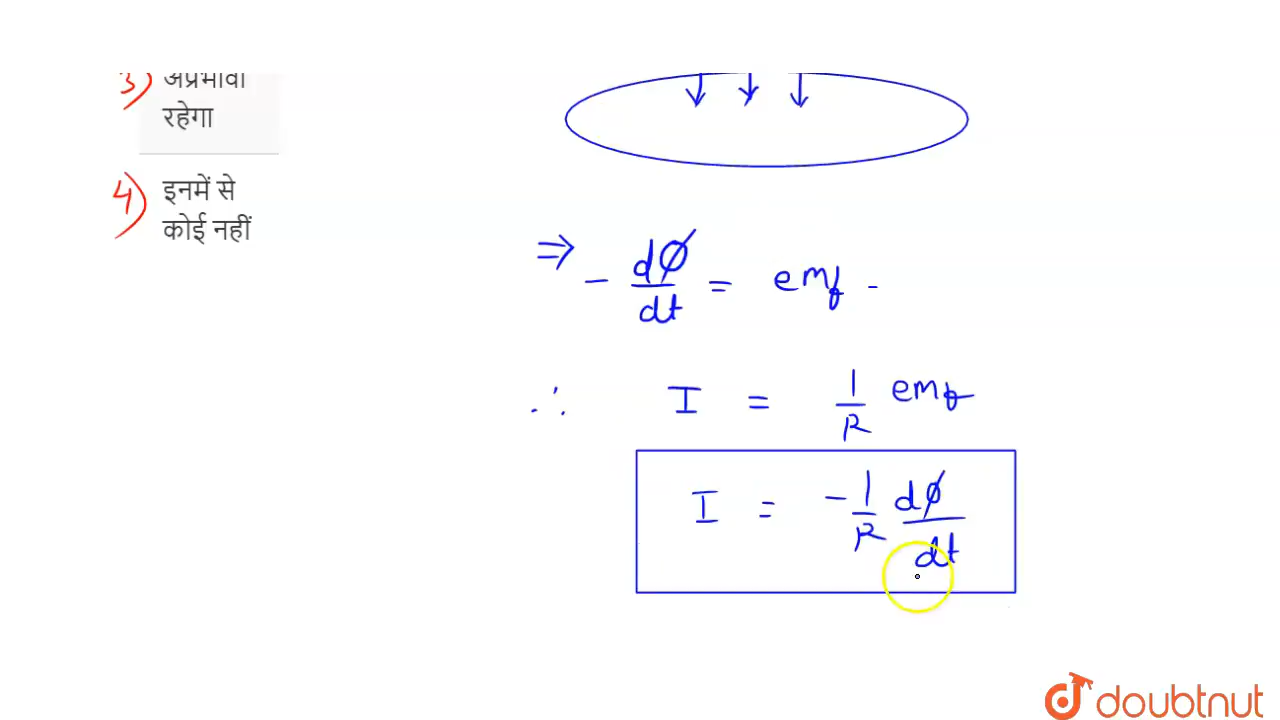 3) अप्रभावी
रहेगा
4) इनमें से
कोई नहीं
⇒ - dφ/dt = emf -
∴ I = 1/R emf
I = -1/R dφ/dt
doubtnut